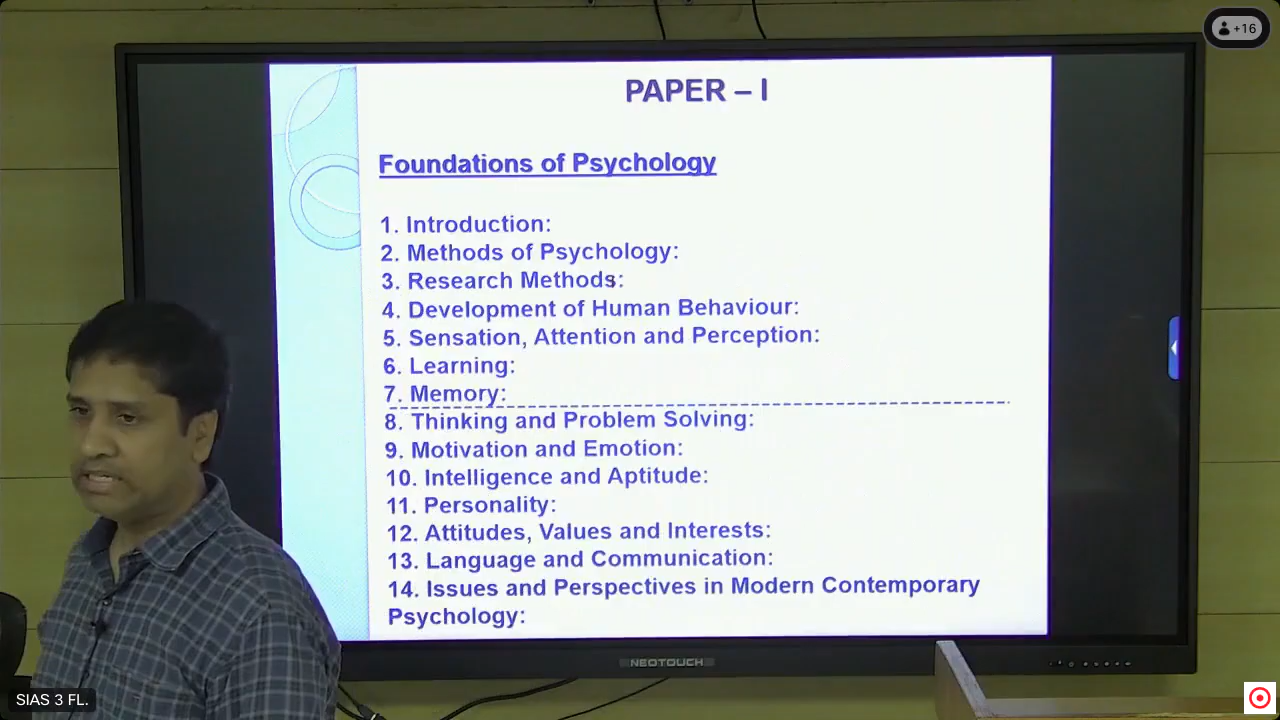 +16
PAPER – I
Foundations of Psychology
1. Introduction:
2. Methods of Psychology:
3. Research Methods:
4. Development of Human Behaviour:
5. Sensation, Attention and Perception:
6. Learning:
7. Memory:
8. Thinking and Problem Solving:
9. Motivation and Emotion:
10. Intelligence and Aptitude:
11. Personality:
12. Attitudes, Values and Interests:
13. Language and Communication:
14. Issues and Perspectives in Modern Contemporary
Psychology:
NEOTOUCH
SIAS 3 FL.